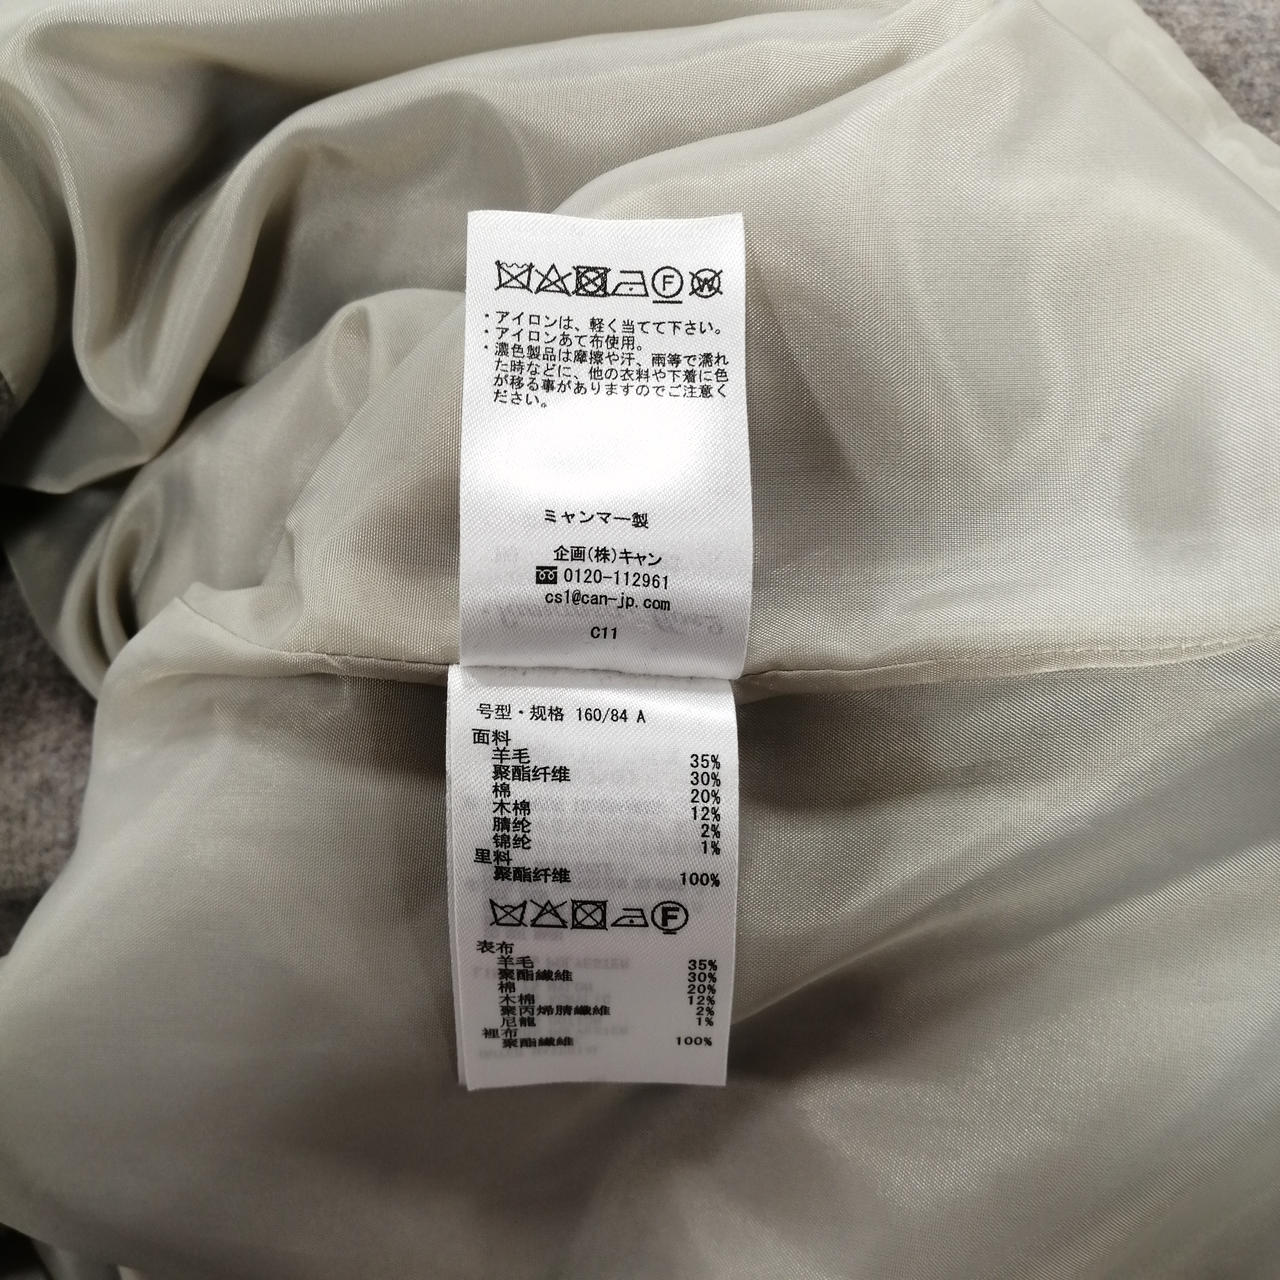 F W
・アイロンは、軽く当てて下さい。
・アイロンあて布使用。
・濃色製品は摩擦や汗、雨等で濡れ
た時などに、他の衣料や下着に色
が移る事がありますのでご注意く
ださい。
ミャンマー製
企画(株)キャン
0120-112961
cs1@can-jp.com
C11
号型・规格 160/84 A
面料
羊毛 35%
聚酯纤维 30%
棉 20%
木棉 12%
腈纶 2%
锦纶 1%
里料
聚酯纤维 100%
F
表布
羊毛 35%
聚酯纖維 30%
棉 20%
木棉 12%
聚丙烯腈纖維 2%
尼龍 1%
裡布
聚酯纖維 100%